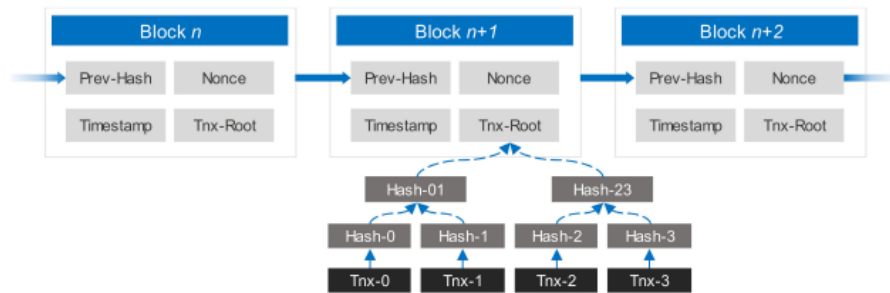 Block n Block n+1 Block n+2
Prev-Hash Nonce Prev-Hash Nonce Prev-Hash Nonce
Timestamp Tnx-Root Timestamp Tnx-Root Timestamp Tnx-Root
Hash-01 Hash-23
Hash-0 Hash-1 Hash-2 Hash-3
Tnx-0 Tnx-1 Tnx-2 Tnx-3